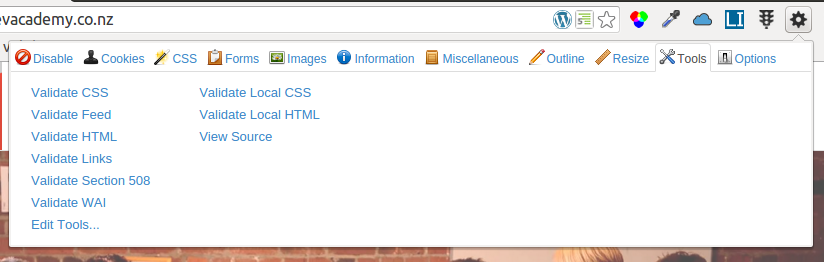 evacademy.co.nz
Disable Cookies CSS Forms Images Information Miscellaneous Outline Resize Tools Options
Validate CSS
Validate Feed
Validate HTML
Validate Links
Validate Section 508
Validate WAI
Edit Tools...
Validate Local CSS
Validate Local HTML
View Source
LI